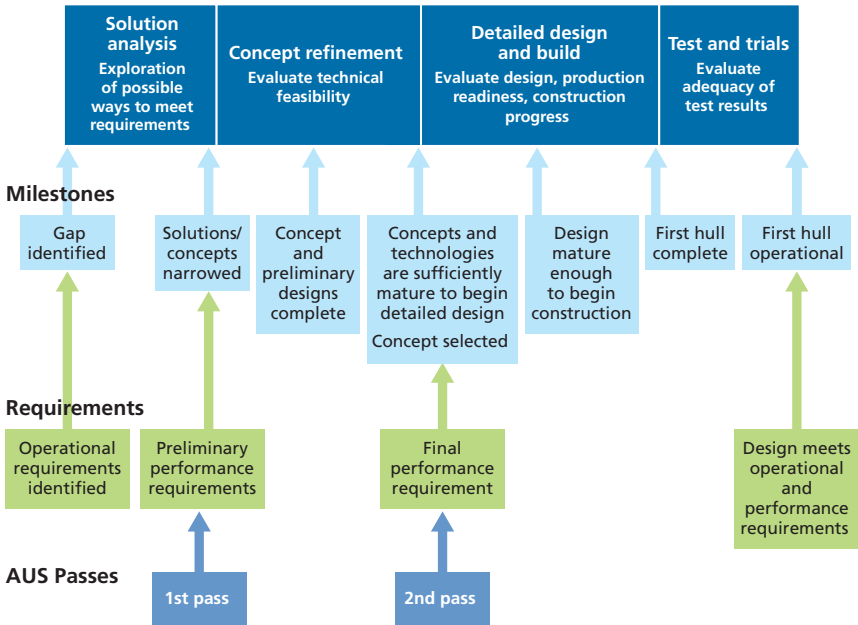 Solution
analysis
Exploration
of possible
ways to meet
requirements
Concept refinement
Evaluate technical
feasibility
Detailed design
and build
Evaluate design, production
readiness, construction
progress
Test and trials
Evaluate
adequacy of
test results
Milestones
Gap
identified
Solutions/
concepts
narrowed
Concept
and
preliminary
designs
complete
Concepts and
technologies
are sufficiently
mature to begin
detailed design
Concept selected
Design
mature
enough
to begin
construction
First hull
complete
First hull
operational
Requirements
Operational
requirements
identified
Preliminary
performance
requirements
Final
performance
requirement
Design meets
operational
and
performance
requirements
AUS Passes
1st pass
2nd pass